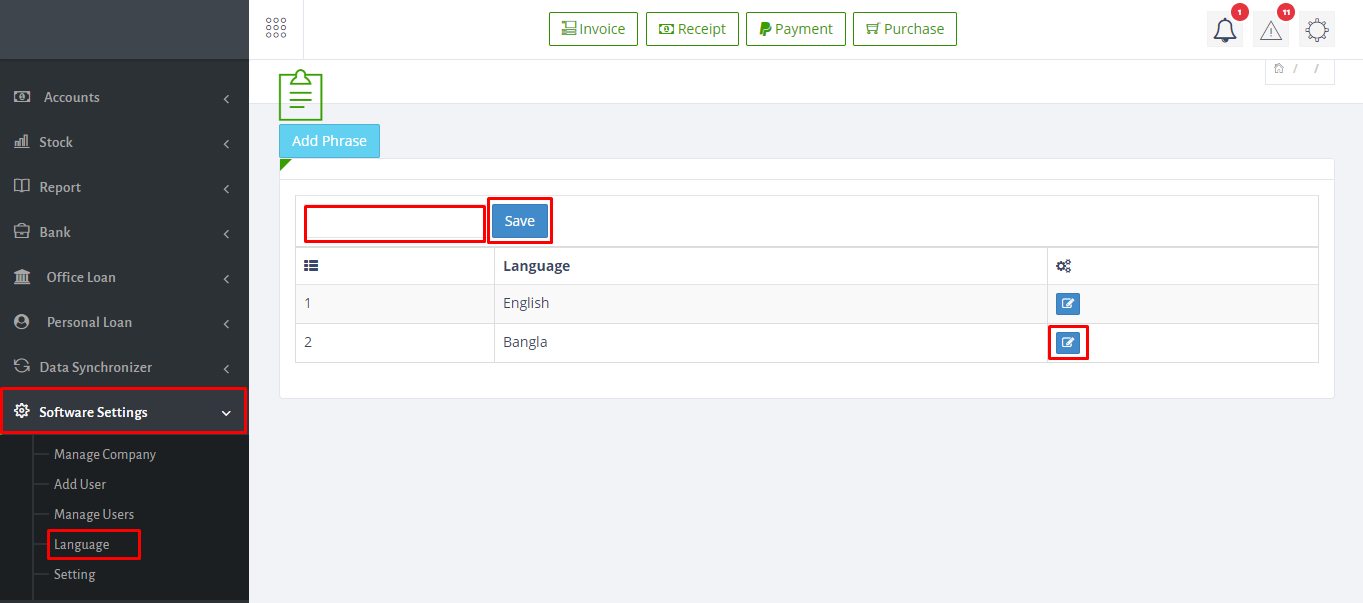 Invoice
Receipt
Payment
Purchase
1
11
/ /
Accounts
Stock
Report
Bank
Office Loan
Personal Loan
Data Synchronizer
Software Settings
Manage Company
Add User
Manage Users
Language
Setting
Add Phrase
Save
Language
1 English
2 Bangla